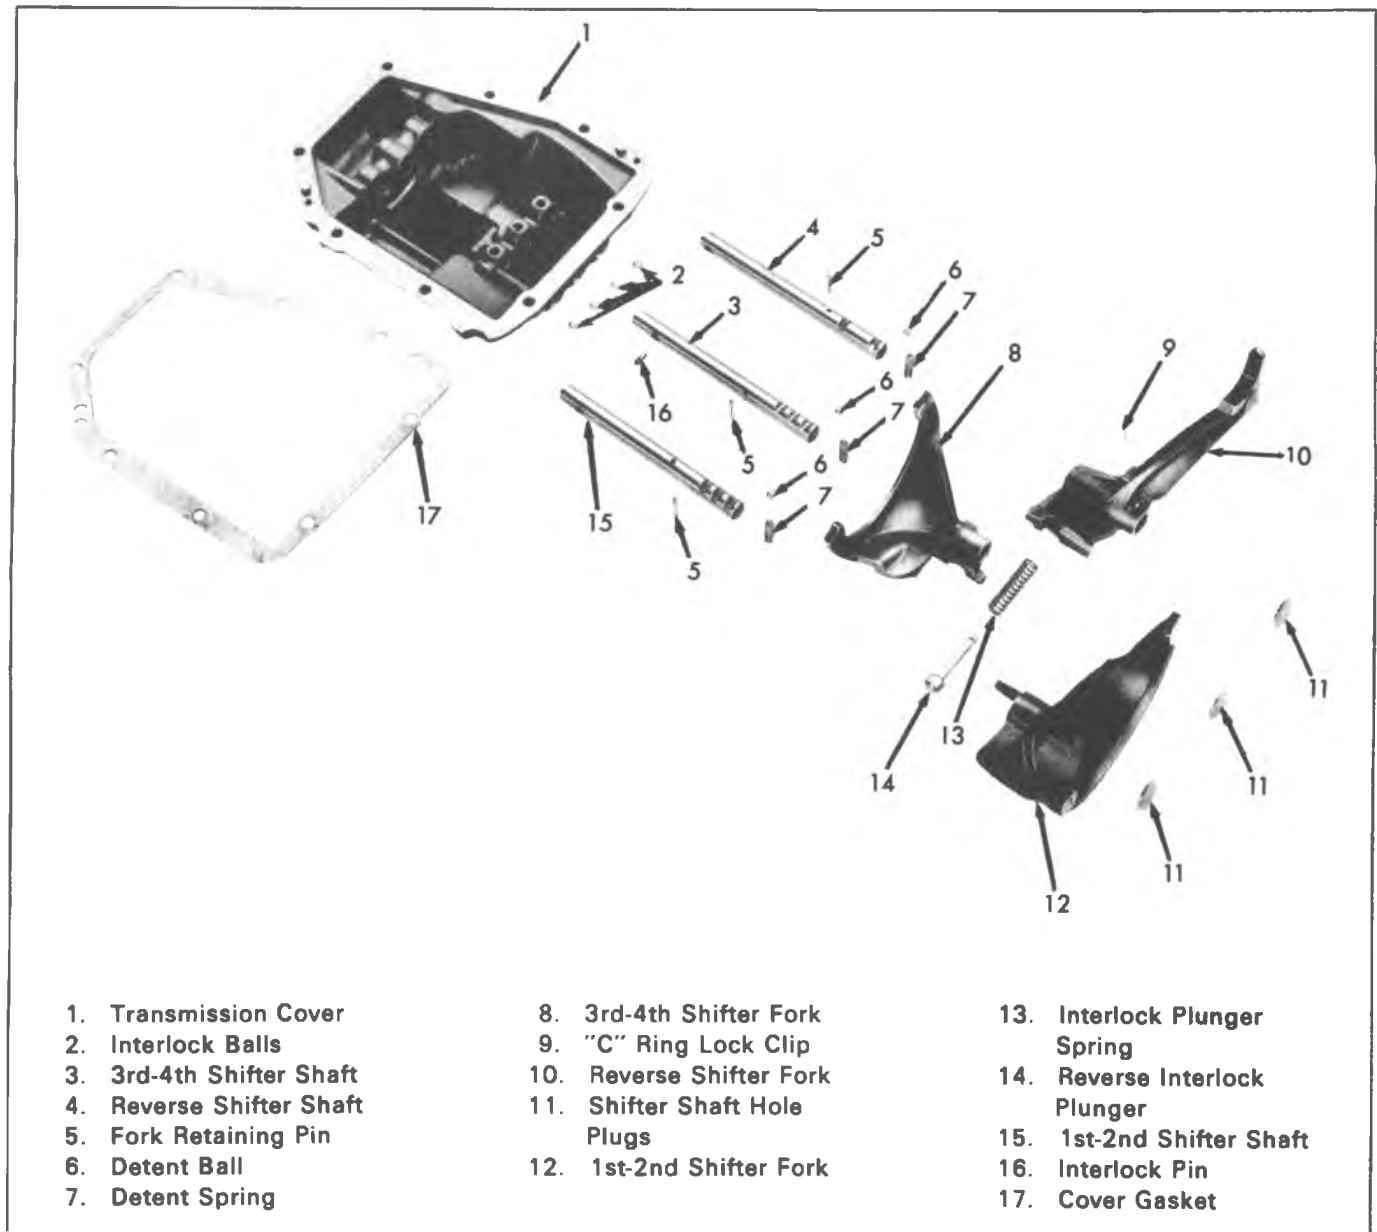 1
2
3
4
5
6
7
8
9
10
6
7
6
7
5
5
16
15
17
11
11
11
13
14
12
1. Transmission Cover
2. Interlock Balls
3. 3rd-4th Shifter Shaft
4. Reverse Shifter Shaft
5. Fork Retaining Pin
6. Detent Ball
7. Detent Spring
8. 3rd-4th Shifter Fork
9. "C" Ring Lock Clip
10. Reverse Shifter Fork
11. Shifter Shaft Hole
Plugs
12. 1st-2nd Shifter Fork
13. Interlock Plunger
Spring
14. Reverse Interlock
Plunger
15. 1st-2nd Shifter Shaft
16. Interlock Pin
17. Cover Gasket